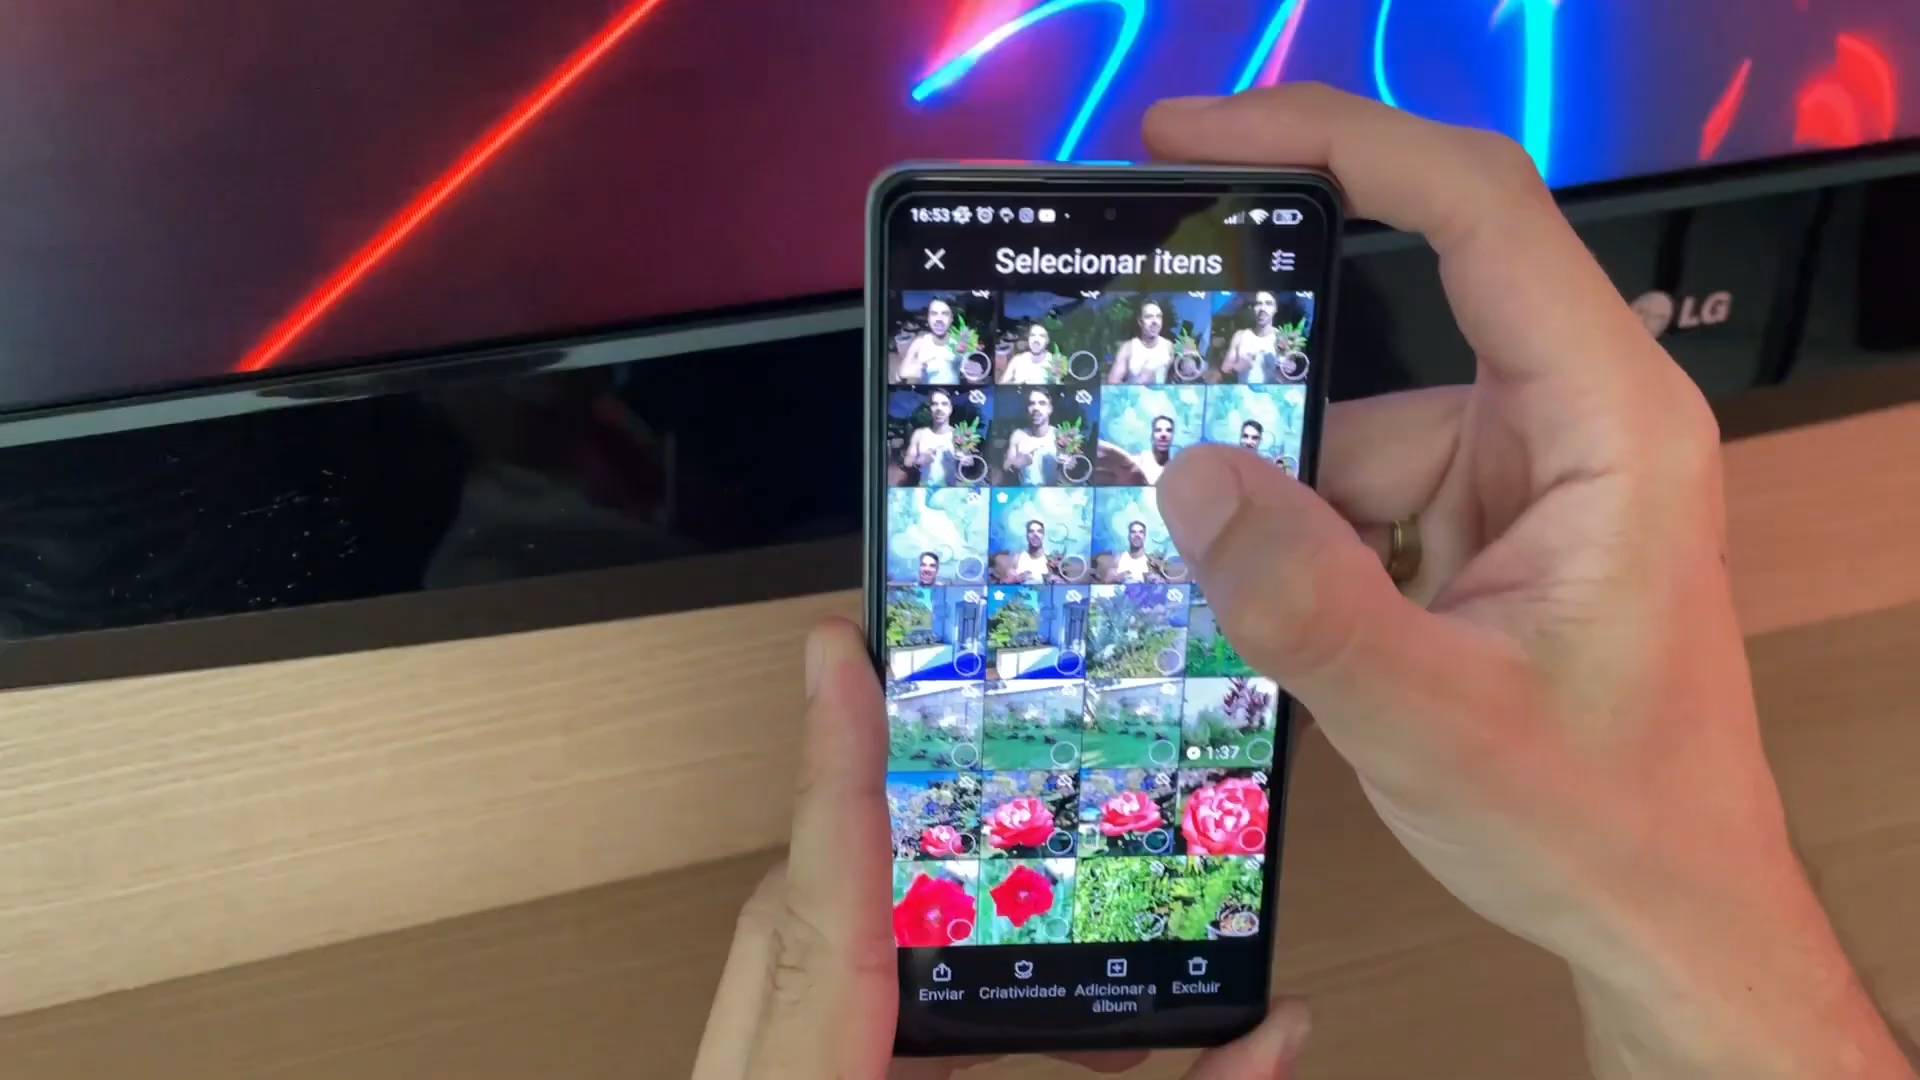 16:53
Selecionar itens
LG
1:37
Enviar
Criatividade
Adicionar a
álbum
Excluir